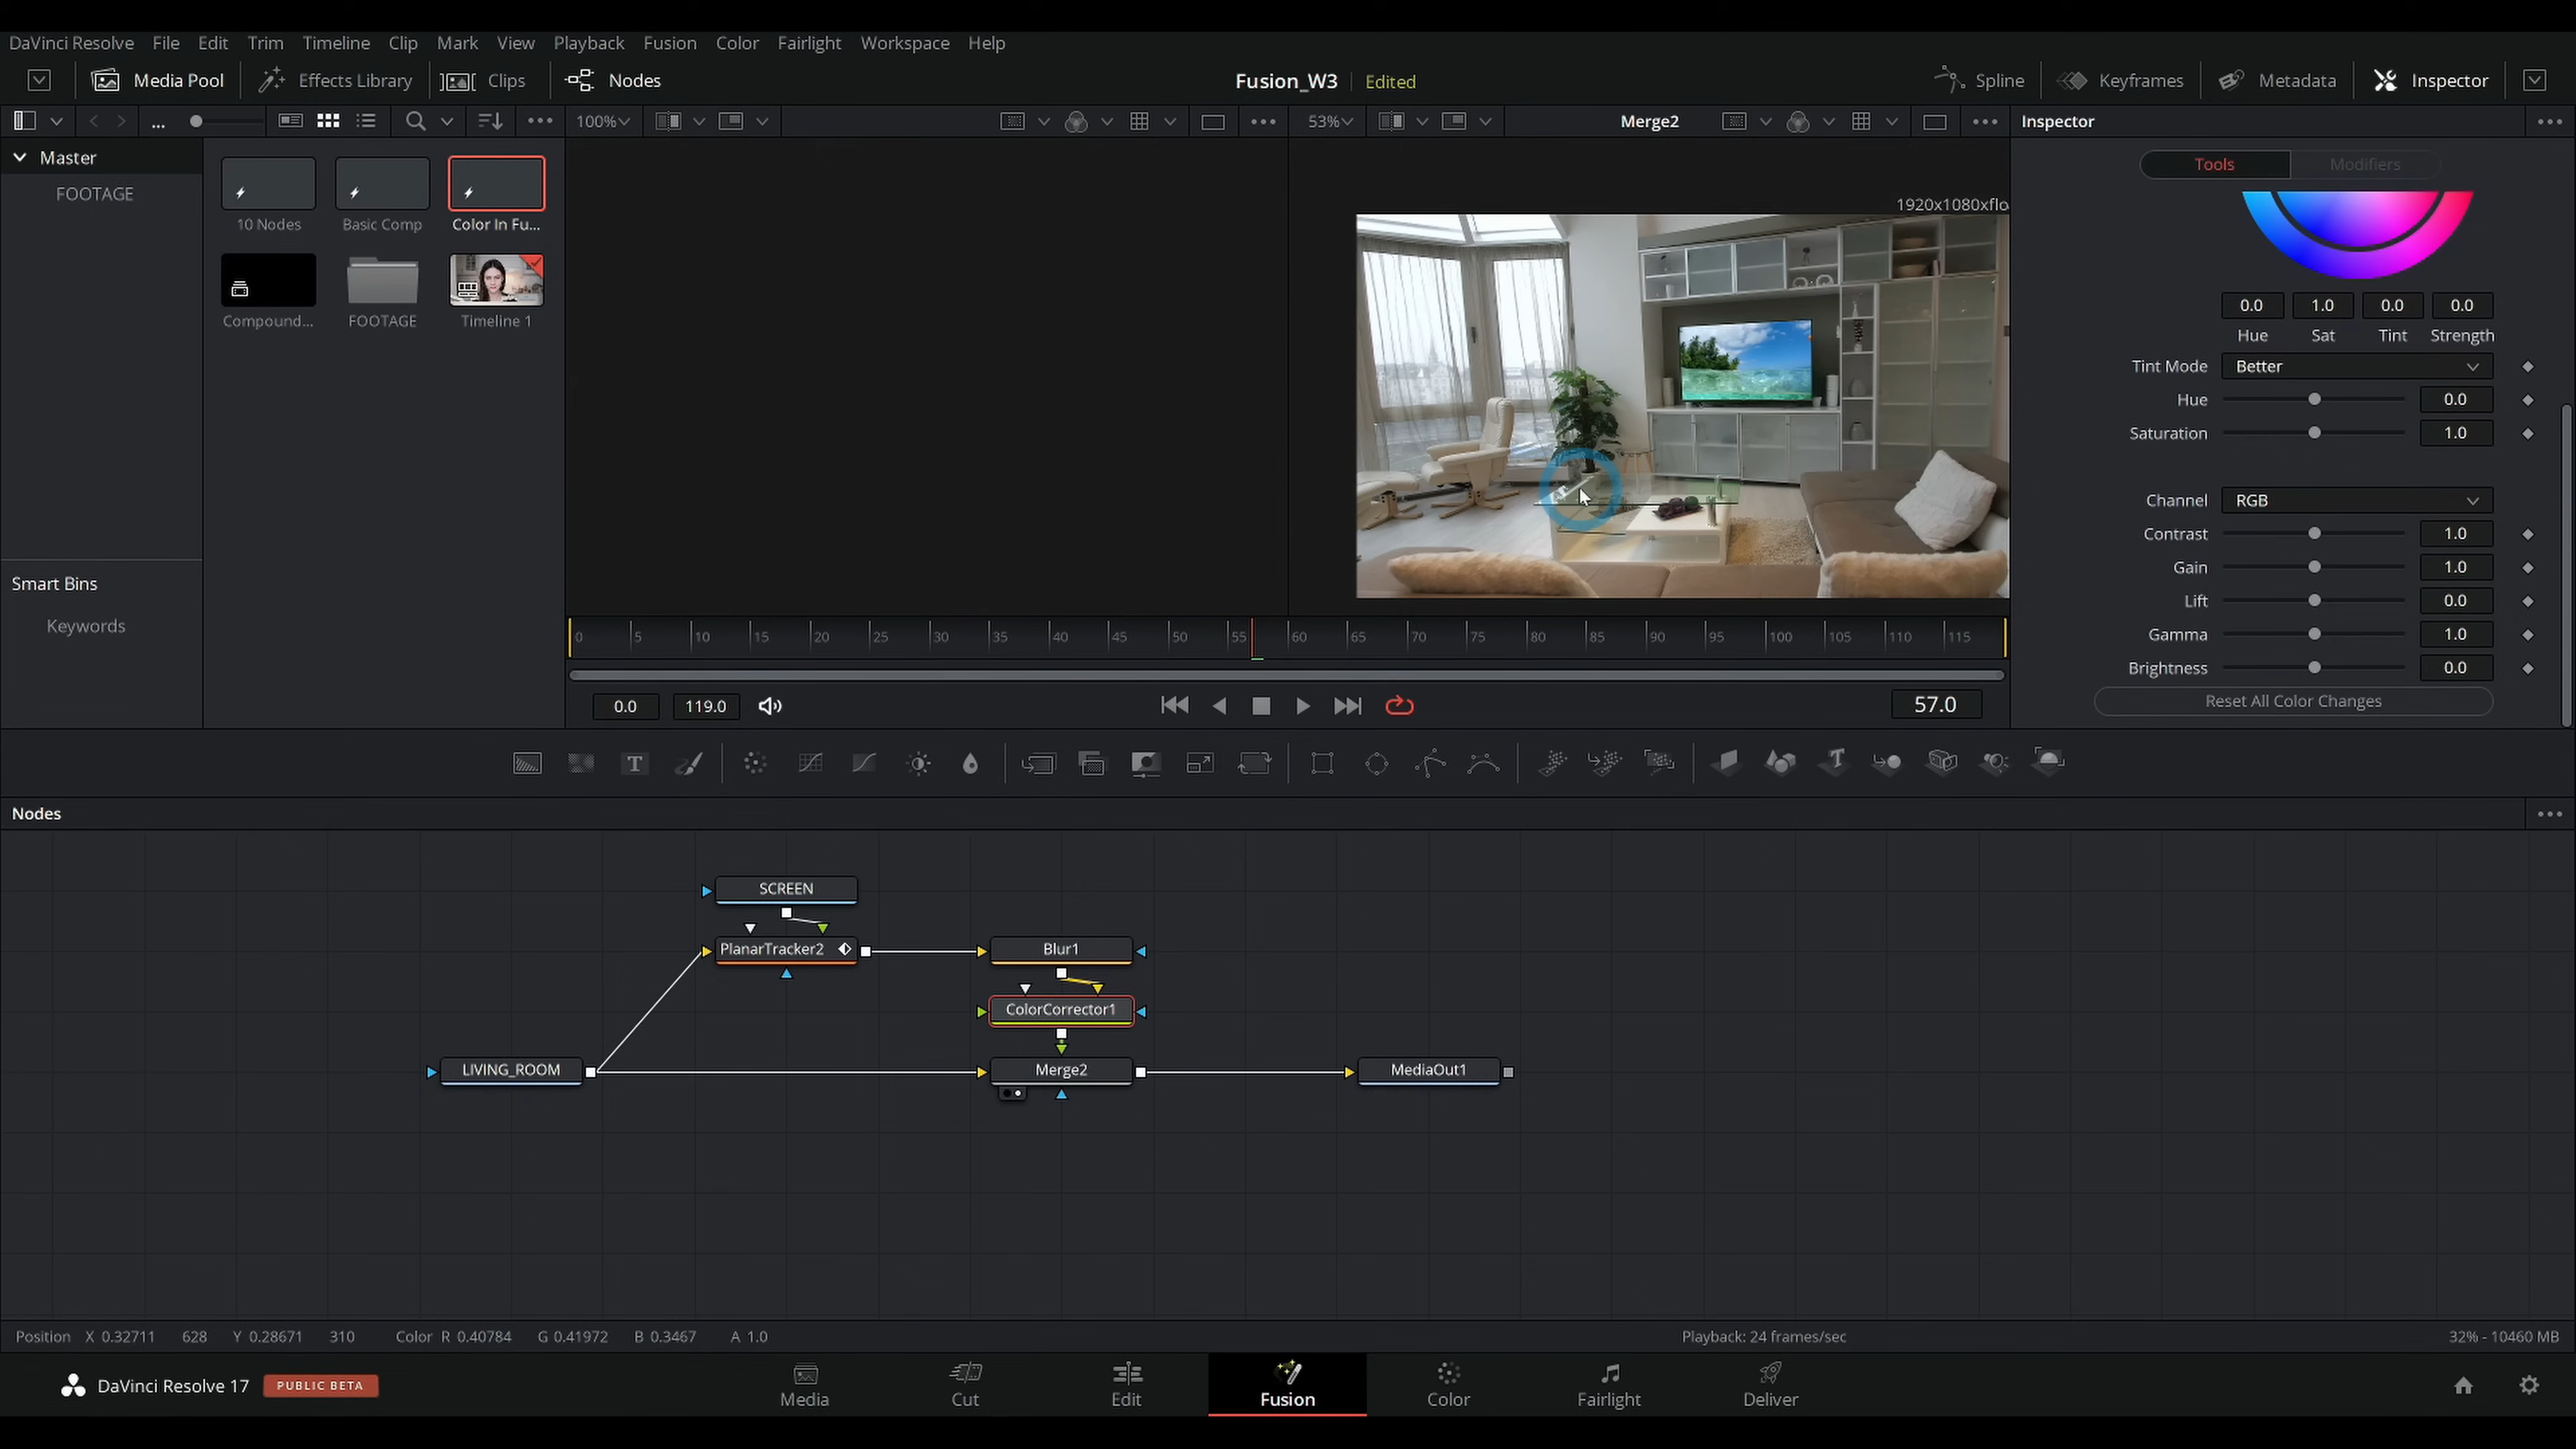 DaVinci Resolve File Edit Trim Timeline Clip Mark View Playback Fusion Color Fairlight Workspace Help
Media Pool Effects Library Clips Nodes Fusion_W3 Edited Spline Keyframes Metadata Inspector
... 100% 53% Merge2 Inspector
Master
FOOTAGE
10 Nodes Basic Comp Color In Fu...
Compound... FOOTAGE Timeline 1
Smart Bins
Keywords
1920x1080xflo
Tools Modifiers
0.0 1.0 0.0 0.0
Hue Sat Tint Strength
Tint Mode Better
Hue 0.0
Saturation 1.0
Channel RGB
Contrast 1.0
Gain 1.0
Lift 0.0
Gamma 1.0
Brightness 0.0
Reset All Color Changes
0 5 10 15 20 25 30 35 40 45 50 55 60 65 70 75 80 85 90 95 100 105 110 115
0.0 119.0 57.0
T T
Nodes
SCREEN
PlanarTracker2 Blur1
ColorCorrector1
LIVING_ROOM Merge2 MediaOut1
Position X 0.32711 628 Y 0.28671 310 Color R 0.40784 G 0.41972 B 0.3467 A 1.0 Playback: 24 frames/sec 32% - 10460 MB
DaVinci Resolve 17 PUBLIC BETA Media Cut Edit Fusion Color Fairlight Deliver